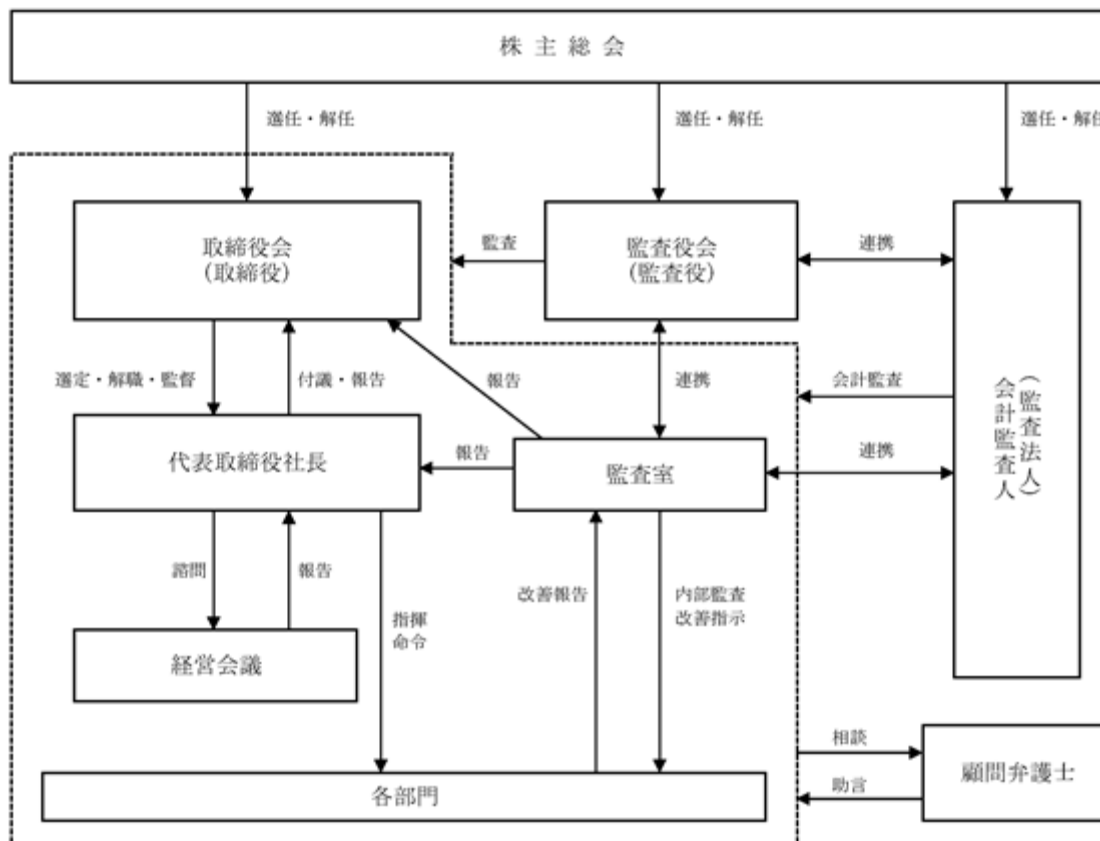 株主総会
選任・解任
選任・解任
選任・解任
取締役会
(取締役)
監査
監査役会
(監査役)
連携
選定・解職・監督
付議・報告
報告
連携
会計監査
会計監査人
(監査法人)
代表取締役社長
報告
監査室
連携
諮問
報告
指揮
命令
改善報告
内部監査
改善指示
経営会議
相談
顧問弁護士
助言
各部門